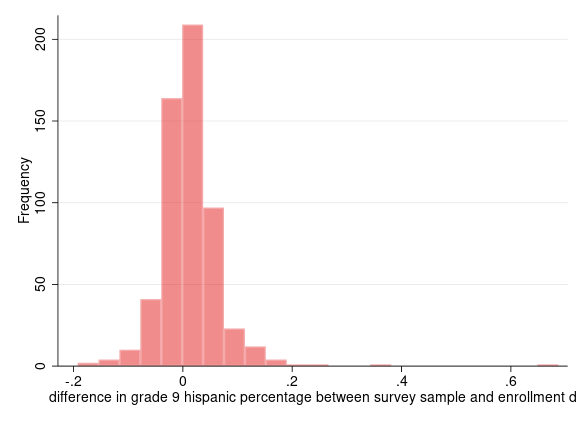 200
150
100
50
0
Frequency
-.2 0 .2 .4 .6
difference in grade 9 hispanic percentage between survey sample and enrollment d